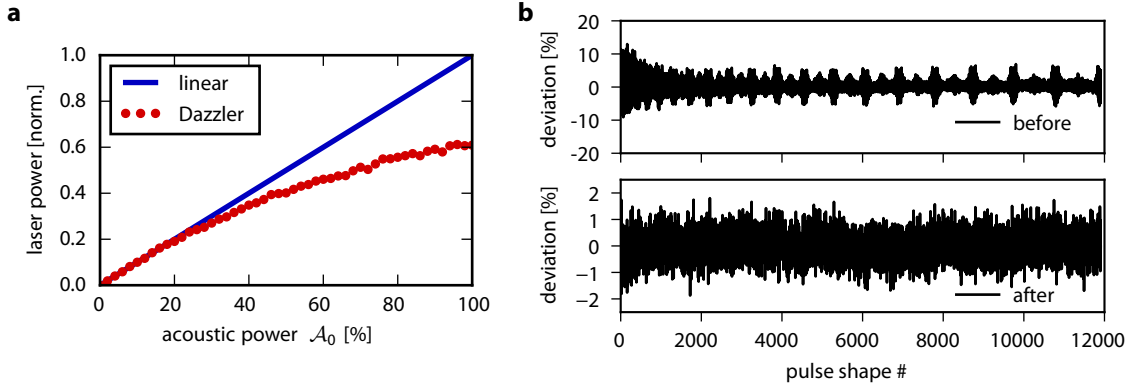 a
1.0
0.8
0.6
0.4
0.2
0.0
laser power [norm.]
linear
Dazzler
0 20 40 60 80 100
acoustic power 𝒜₀ [%]
b
20
10
0
-10
-20
deviation [%]
before
2
1
0
−1
−2
deviation [%]
after
0 2000 4000 6000 8000 10000 12000
pulse shape #